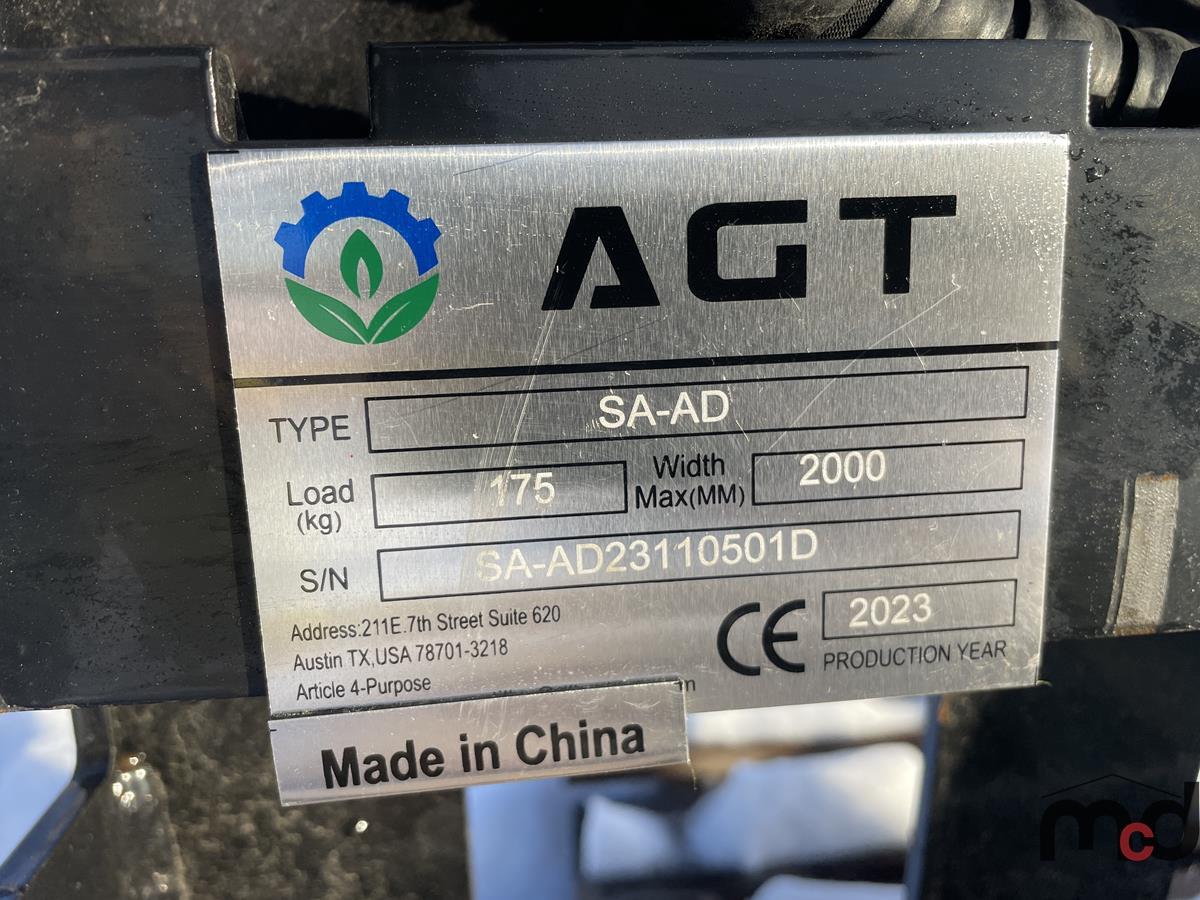 AGT
TYPE SA-AD
Load (kg) 175 Width Max(MM) 2000
S/N SA-AD23110501D
Address:211E.7th Street Suite 620
Austin TX,USA 78701-3218
Article 4-Purpose
CE 2023
PRODUCTION YEAR
Made in China
mcd